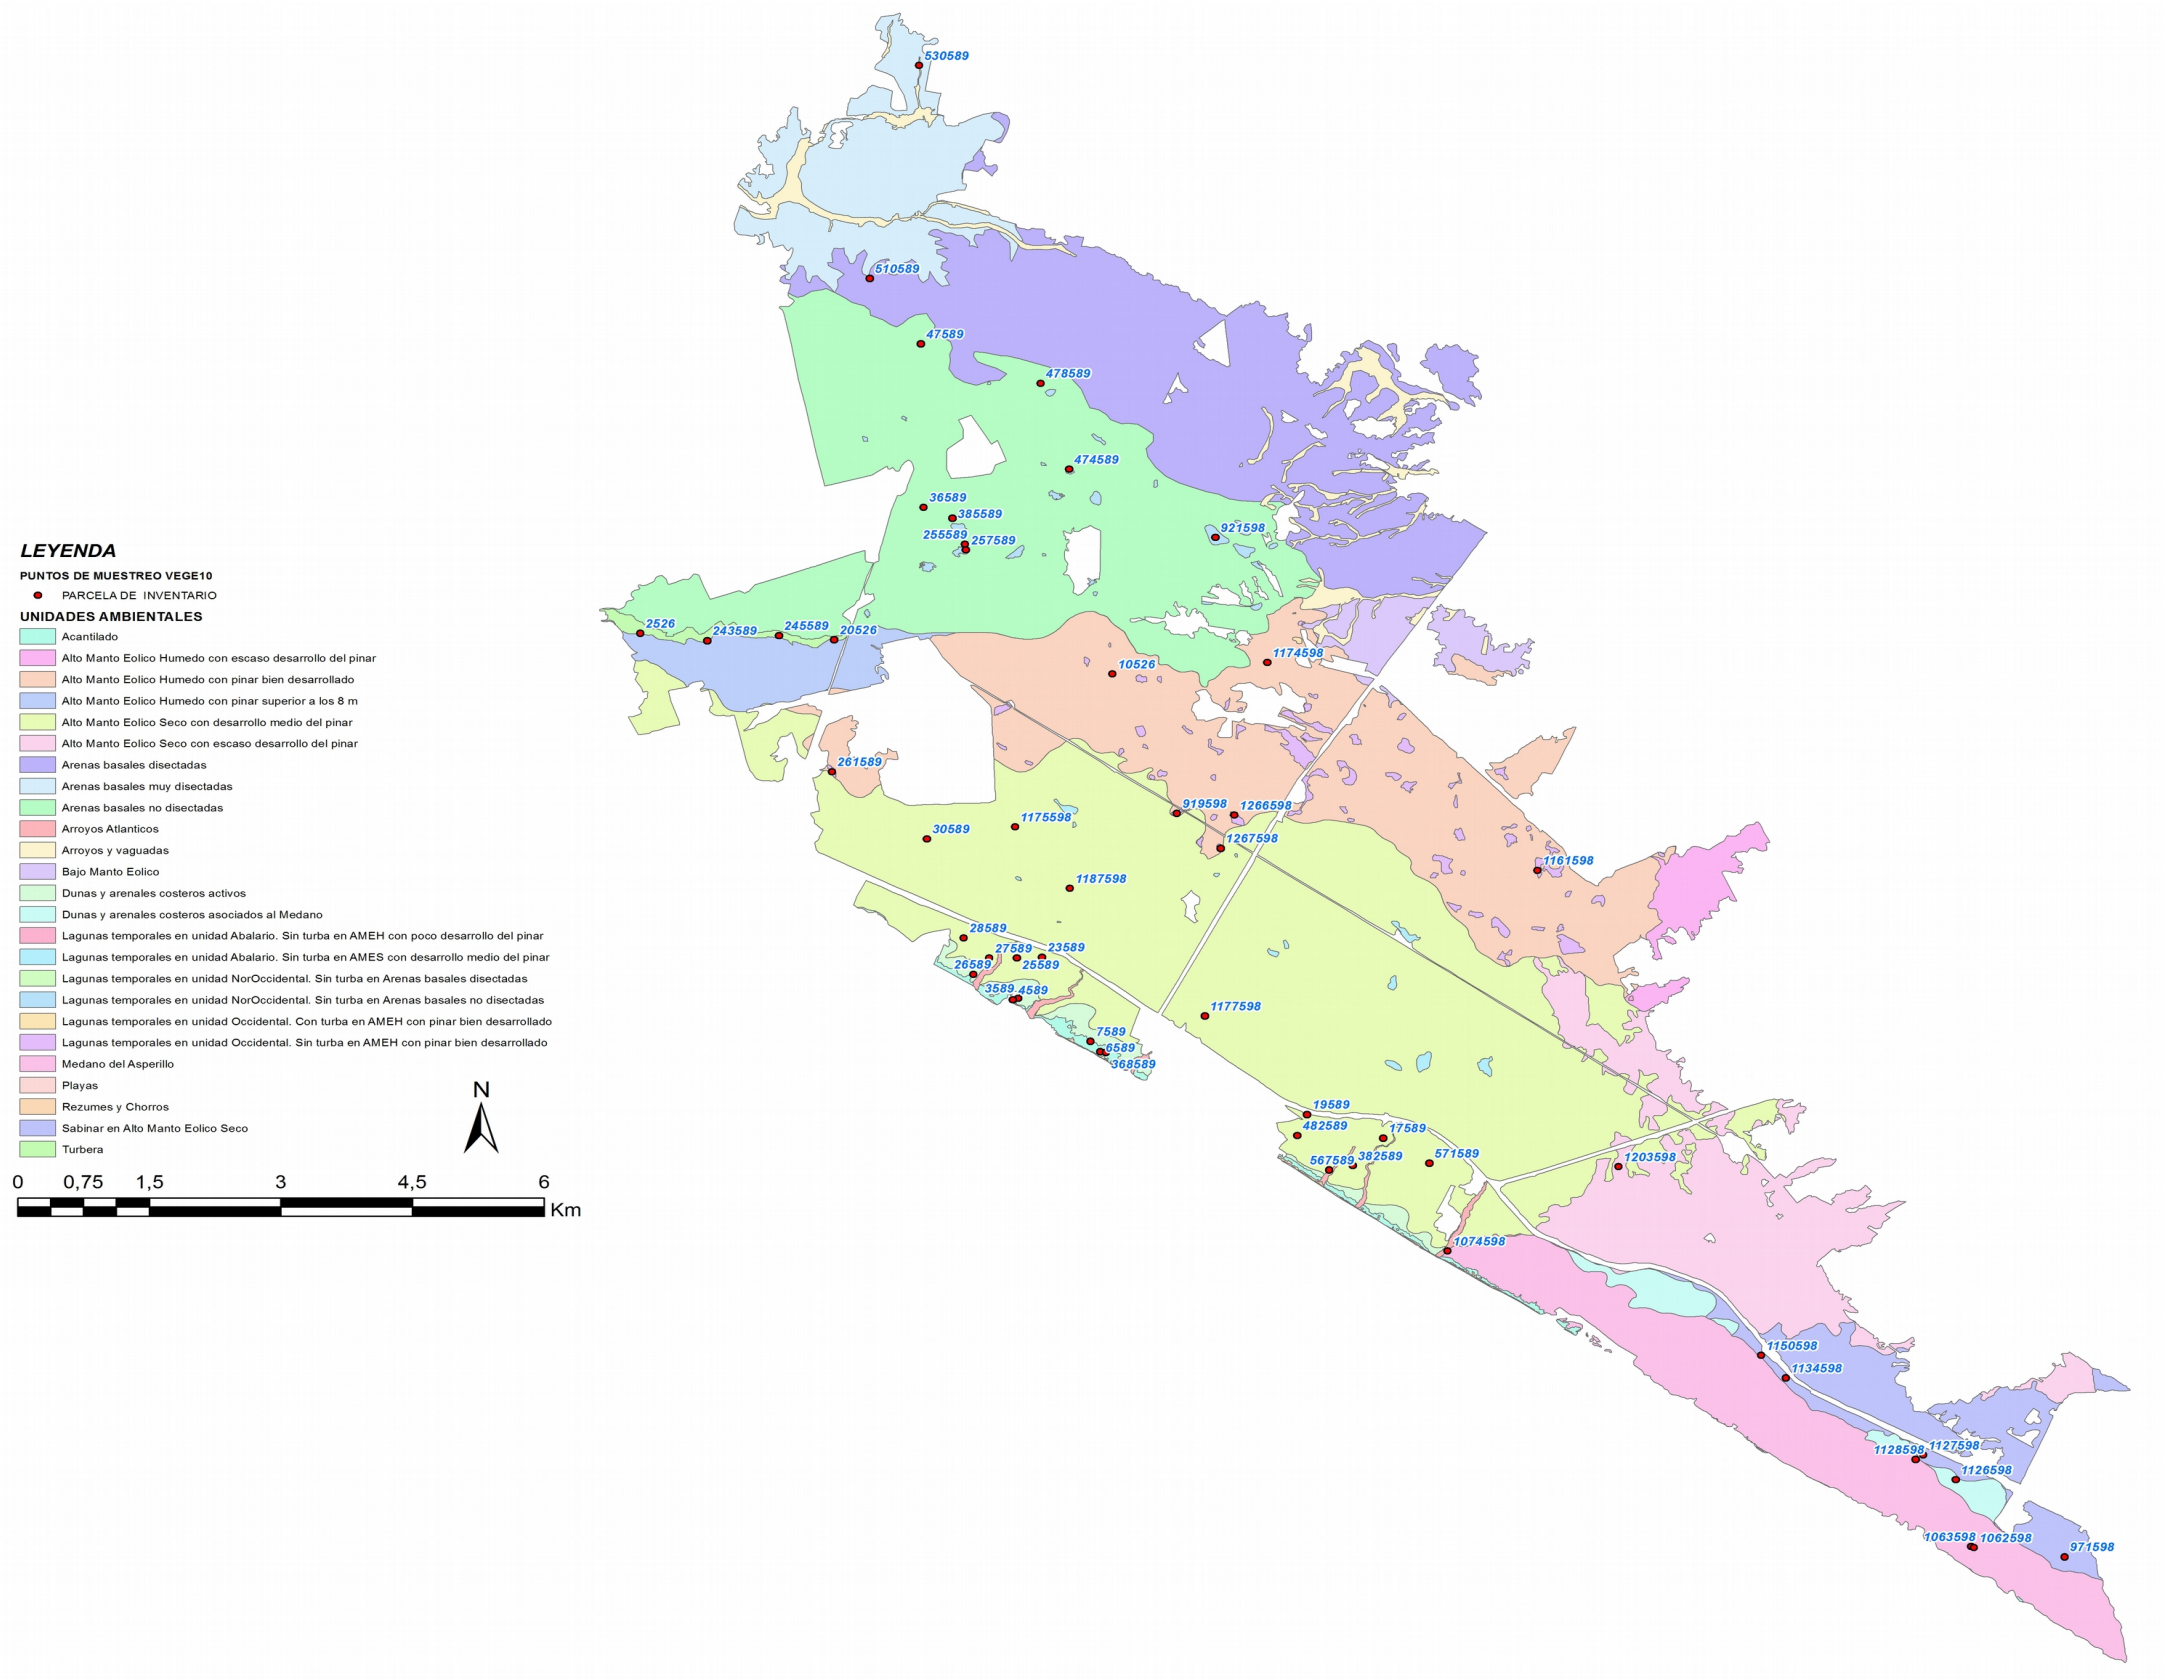 530589
510589
47589
478589
474589
36589
385589
255589
257589
921598
LEYENDA
PUNTOS DE MUESTREO VEGE10
PARCELA DE INVENTARIO
UNIDADES AMBIENTALES
Acantilado
Alto Manto Eolico Humedo con escaso desarrollo del pinar
Alto Manto Eolico Humedo con pinar bien desarrollado
Alto Manto Eolico Humedo con pinar superior a los 8 m
Alto Manto Eolico Seco con desarrollo medio del pinar
Alto Manto Eolico Seco con escaso desarrollo del pinar
Arenas basales disectadas
Arenas basales muy disectadas
Arenas basales no disectadas
Arroyos Atlanticos
Arroyos y vaguadas
Bajo Manto Eolico
Dunas y arenales costeros activos
Dunas y arenales costeros asociados al Medano
Lagunas temporales en unidad Abalario. Sin turba en AMEH con poco desarrollo del pinar
Lagunas temporales en unidad Abalario. Sin turba en AMES con desarrollo medio del pinar
Lagunas temporales en unidad NorOccidental. Sin turba en Arenas basales disectadas
Lagunas temporales en unidad NorOccidental. Sin turba en Arenas basales no disectadas
Lagunas temporales en unidad Occidental. Con turba en AMEH con pinar bien desarrollado
Lagunas temporales en unidad Occidental. Sin turba en AMEH con pinar bien desarrollado
Medano del Asperillo
Playas
Rezumes y Chorros
Sabinar en Alto Manto Eolico Seco
Turbera
N
0 0,75 1,5 3 4,5 6
Km
2526
243589
245589
20526
10526
1174598
261589
919598
1266598
1175598
30589
1267598
1161598
1187598
28589
27589
23589
26589
25589
3589
4589
1177598
7589
6589
368589
19589
482589
17589
567589
382589
571589
1203598
1074598
1150598
1134598
1128598
1127598
1126598
1063598
1062598
971598